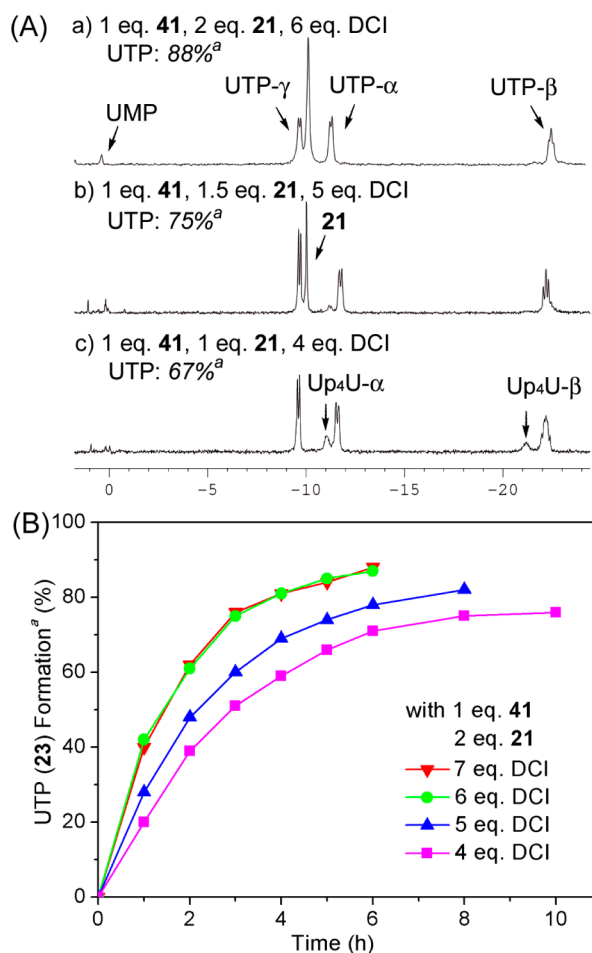 (A)
a) 1 eq. 41, 2 eq. 21, 6 eq. DCI
UTP: 88%a
UTP-γ
UTP-α
UTP-β
UMP
b) 1 eq. 41, 1.5 eq. 21, 5 eq. DCI
UTP: 75%a
21
c) 1 eq. 41, 1 eq. 21, 4 eq. DCI
UTP: 67%a
Up4U-α
Up4U-β
0 -5 -10 -15 -20
(B)
100
80
60
40
20
0
UTP (23) Formationa (%)
with 1 eq. 41
2 eq. 21
7 eq. DCI
6 eq. DCI
5 eq. DCI
4 eq. DCI
0 2 4 6 8 10
Time (h)